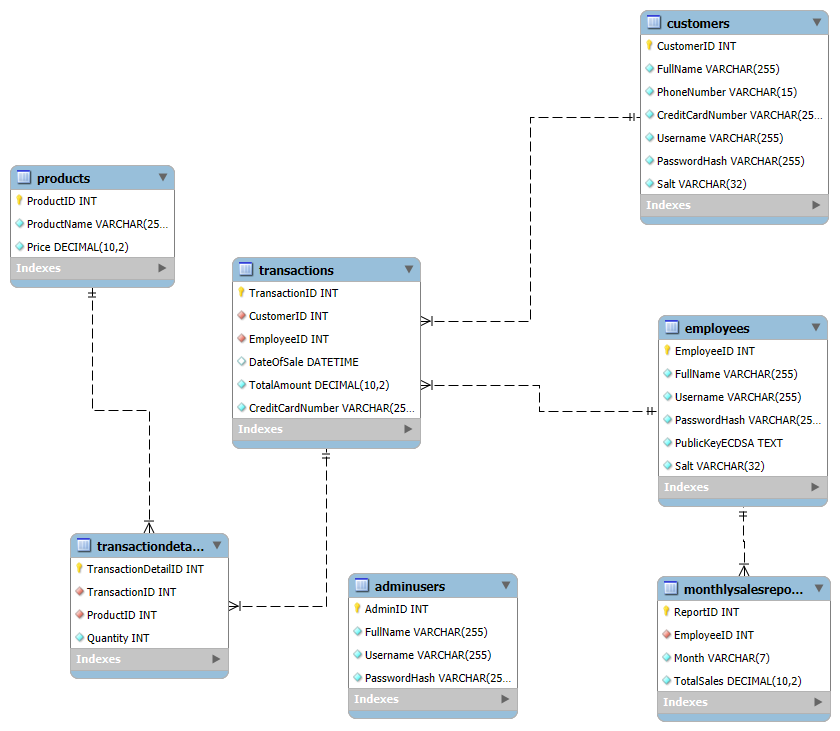 customers
CustomerID INT
FullName VARCHAR(255)
PhoneNumber VARCHAR(15)
CreditCardNumber VARCHAR(25...
Username VARCHAR(255)
PasswordHash VARCHAR(255)
Salt VARCHAR(32)
Indexes
products
ProductID INT
ProductName VARCHAR(25...
Price DECIMAL(10,2)
Indexes
transactions
TransactionID INT
CustomerID INT
EmployeeID INT
DateOfSale DATETIME
TotalAmount DECIMAL(10,2)
CreditCardNumber VARCHAR(25...
Indexes
employees
EmployeeID INT
FullName VARCHAR(255)
Username VARCHAR(255)
PasswordHash VARCHAR(25...
PublicKeyECDSA TEXT
Salt VARCHAR(32)
Indexes
transactiondeta...
TransactionDetailID INT
TransactionID INT
ProductID INT
Quantity INT
Indexes
adminusers
AdminID INT
FullName VARCHAR(255)
Username VARCHAR(255)
PasswordHash VARCHAR(25...
Indexes
monthlysalesrepo...
ReportID INT
EmployeeID INT
Month VARCHAR(7)
TotalSales DECIMAL(10,2)
Indexes